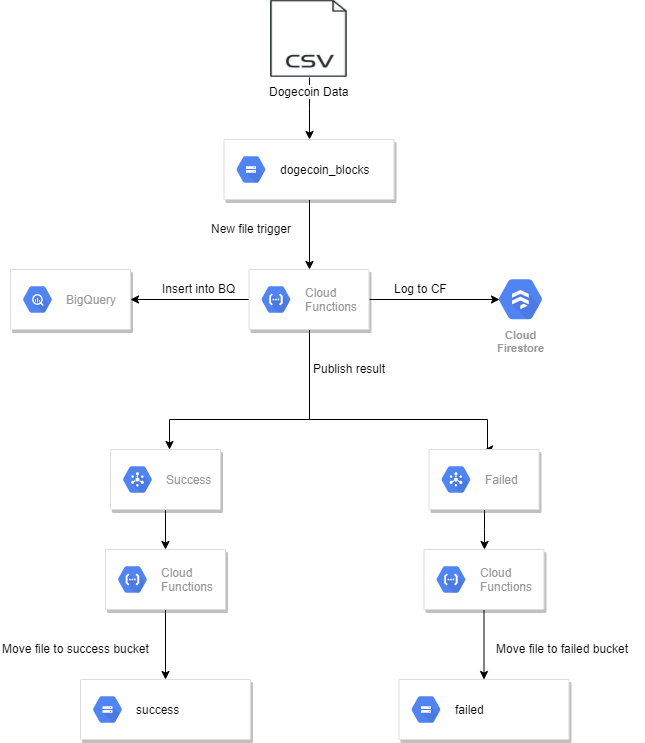 CSV
Dogecoin Data
dogecoin_blocks
New file trigger
BigQuery
Insert into BQ
Cloud
Functions
Log to CF
Cloud
Firestore
Publish result
Success
Failed
Cloud
Functions
Cloud
Functions
Move file to success bucket
Move file to failed bucket
success
failed